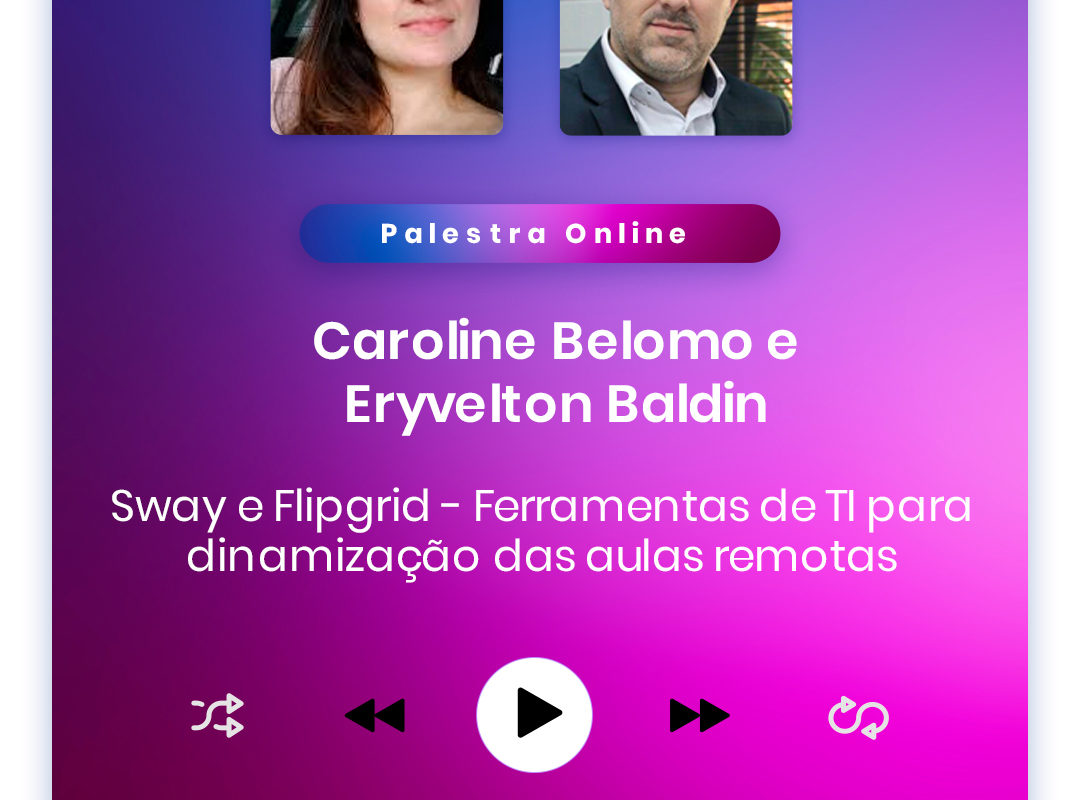 Palestra Online
Caroline Belomo e
Eryvelton Baldin
Sway e Flipgrid - Ferramentas de TI para
dinamização das aulas remotas